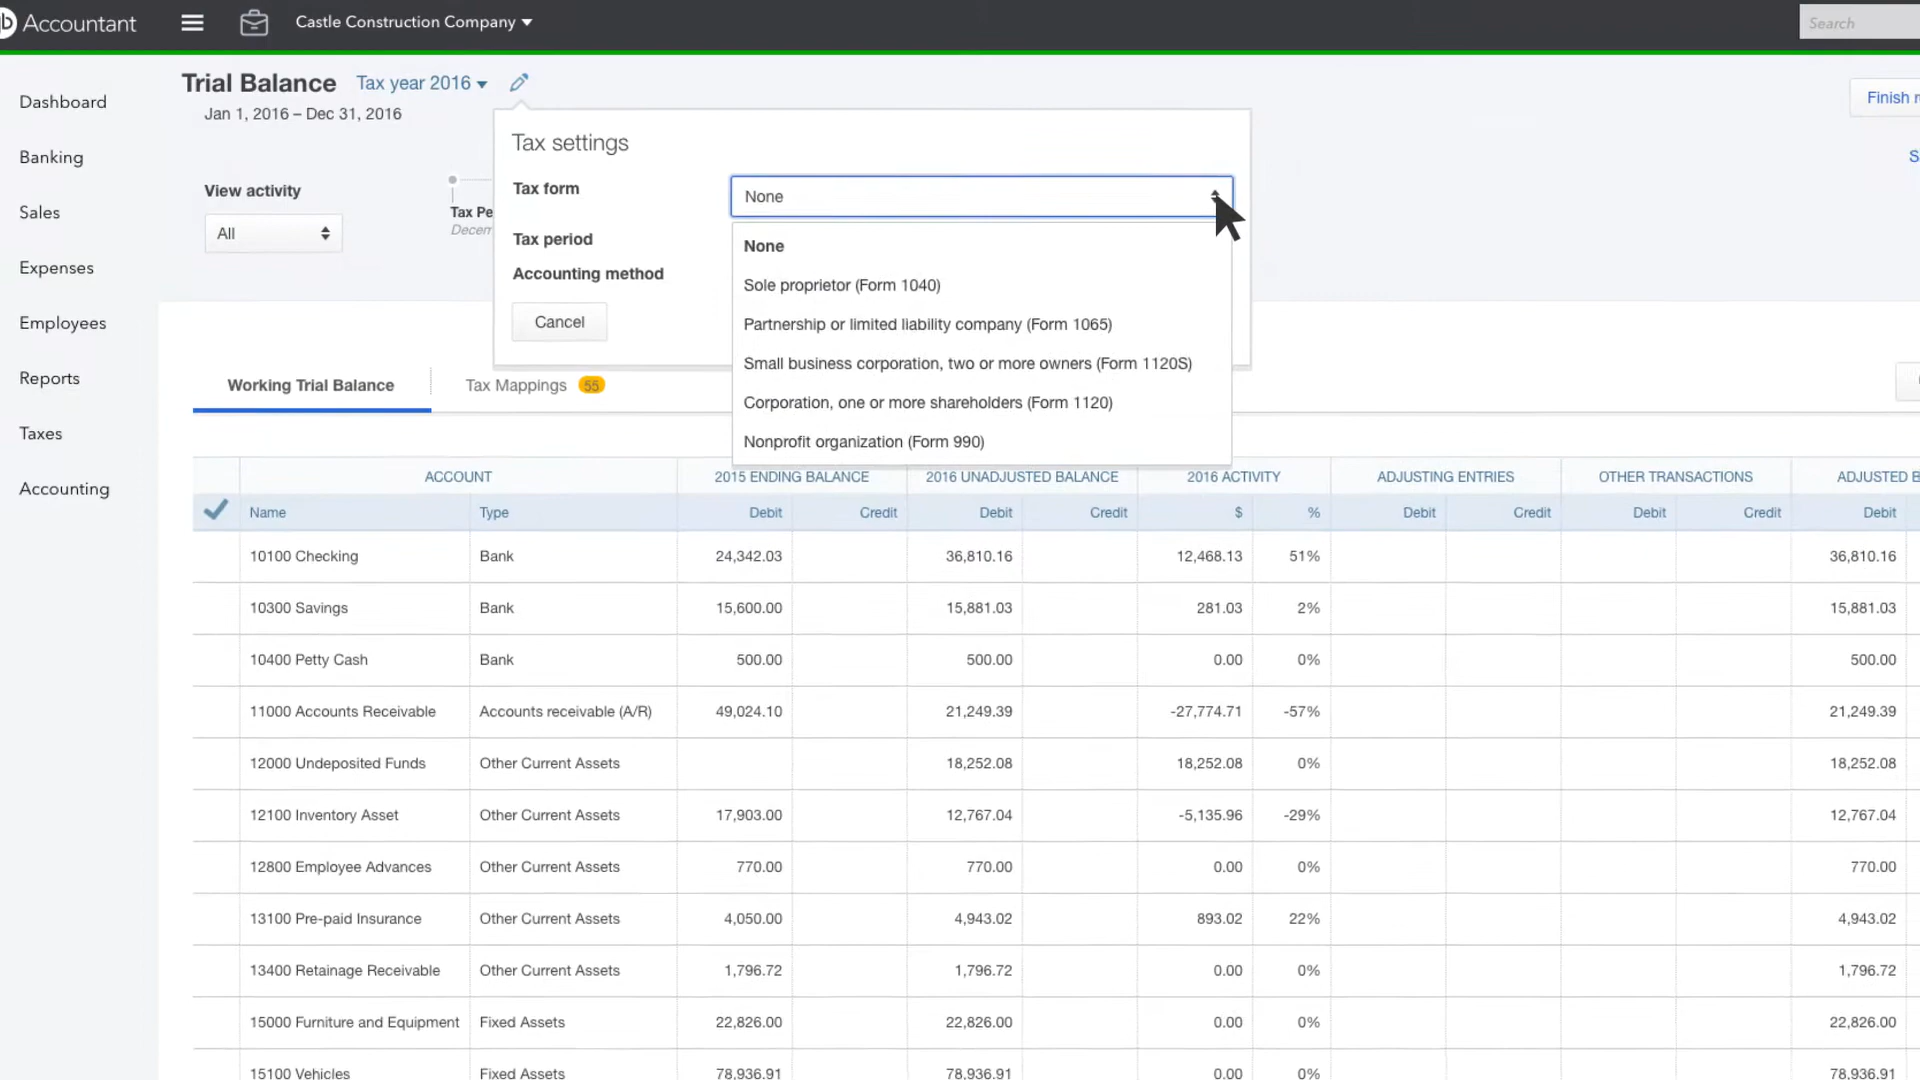 Accountant
Castle Construction Company
Search
Dashboard
Banking
Sales
Expenses
Employees
Reports
Taxes
Accounting
Trial Balance Tax year 2016
Jan 1, 2016 – Dec 31, 2016
Finish
View activity
All
Tax settings
Tax form
None
Tax period
Accounting method
Cancel
None
Sole proprietor (Form 1040)
Partnership or limited liability company (Form 1065)
Small business corporation, two or more owners (Form 1120S)
Corporation, one or more shareholders (Form 1120)
Nonprofit organization (Form 990)
Working Trial Balance Tax Mappings 55
ACCOUNT 2015 ENDING BALANCE 2016 UNADJUSTED BALANCE 2016 ACTIVITY ADJUSTING ENTRIES OTHER TRANSACTIONS ADJUSTED
Name Type Debit Credit Debit Credit $ % Debit Credit Debit Credit Debit
10100 Checking Bank 24,342.03 36,810.16 12,468.13 51% 36,810.16
10300 Savings Bank 15,600.00 15,881.03 281.03 2% 15,881.03
10400 Petty Cash Bank 500.00 500.00 0.00 0% 500.00
11000 Accounts Receivable Accounts receivable (A/R) 49,024.10 21,249.39 -27,774.71 -57% 21,249.39
12000 Undeposited Funds Other Current Assets 18,252.08 18,252.08 0% 18,252.08
12100 Inventory Asset Other Current Assets 17,903.00 12,767.04 -5,135.96 -29% 12,767.04
12800 Employee Advances Other Current Assets 770.00 770.00 0.00 0% 770.00
13100 Pre-paid Insurance Other Current Assets 4,050.00 4,943.02 893.02 22% 4,943.02
13400 Retainage Receivable Other Current Assets 1,796.72 1,796.72 0.00 0% 1,796.72
15000 Furniture and Equipment Fixed Assets 22,826.00 22,826.00 0.00 0% 22,826.00
15100 Vehicles Fixed Assets 78,936.91 78,936.91 0.00 0% 78,936.91